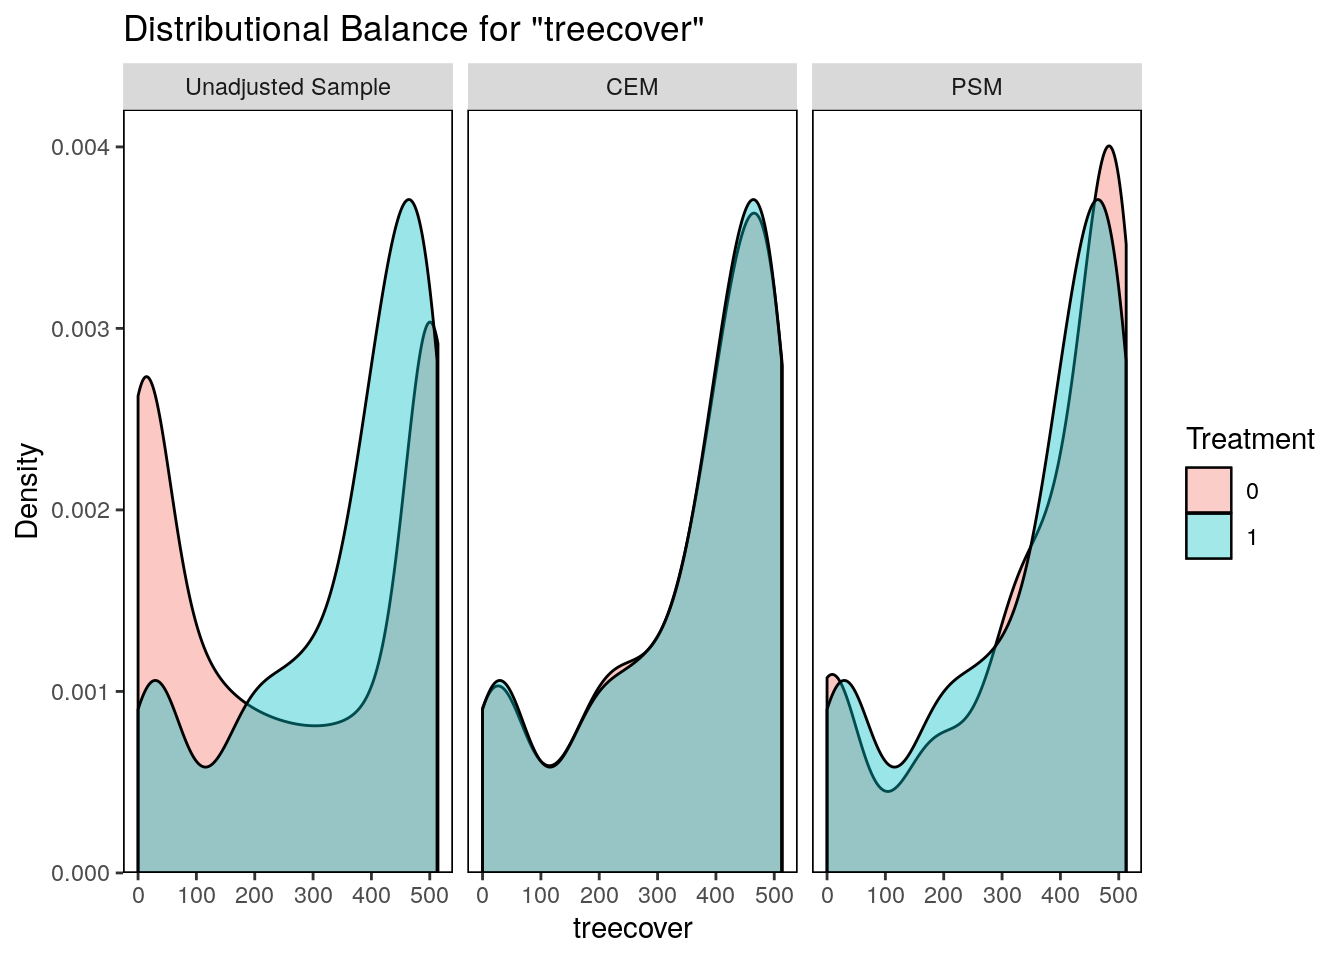 Distributional Balance for "treecover"
Unadjusted Sample
CEM
PSM
Density
0.004
0.003
0.002
0.001
0.000
0 100 200 300 400 500
0 100 200 300 400 500
0 100 200 300 400 500
treecover
Treatment
0
1